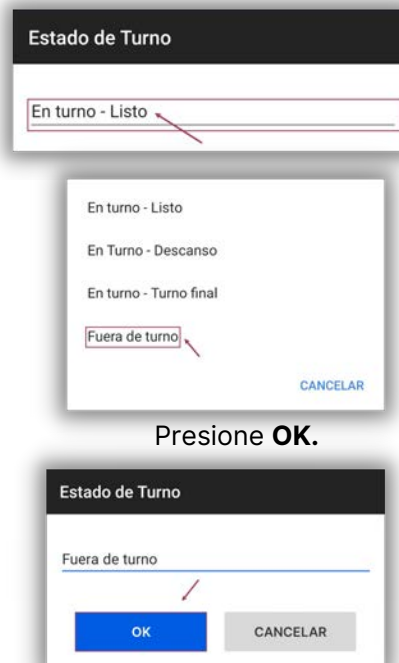 Estado de Turno
En turno - Listo
En turno - Listo
En Turno - Descanso
En turno - Turno final
Fuera de turno
CANCELAR
Presione OK.
Estado de Turno
Fuera de turno
OK CANCELAR